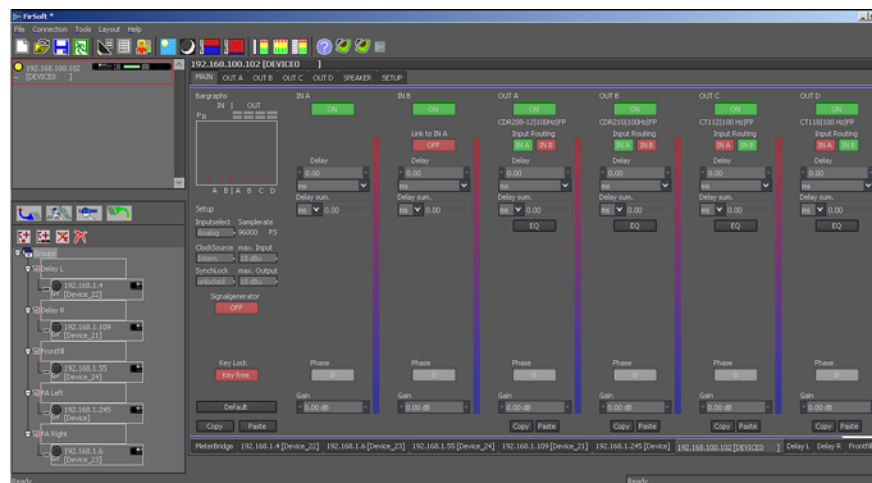 FirSoft *
File Connection Tools Layout Help
192.168.100.102
[DEVICE0 ]
192.168.100.102 [DEVICE0 ]
MAIN OUT A OUT B OUT C OUT D SPEAKER SETUP
Bargraphs IN A IN B OUT A OUT B OUT C OUT D
IN | OUT
ON ON ON ON ON ON
CDR208-12|100Hz|FP CDR210|100Hz|FP CT112|100 Hz|FP CT118|100 Hz|FP
P R
Link to IN A Input Routing Input Routing Input Routing Input Routing
OFF IN A IN B IN A IN B IN A IN B IN A IN B
Delay Delay Delay Delay Delay Delay
0.00 0.00 0.00 0.00 0.00 0.00
ms ms ms ms ms ms
A B | A B C D
Delay sum. Delay sum. Delay sum. Delay sum. Delay sum. Delay sum.
Setup
ms 0.00 ms 0.00 ms 0.00 ms 0.00 ms 0.00 ms 0.00
Inputselect Samplerate
Analog 96000 FS
EQ EQ EQ EQ
ClockSource max. Input
Intern 18 dBu
SynchLock max. Output
unlocked 18 dBu
Signalgenerator
OFF
Groups
Delay L
192.168.1.4
[Device_22]
Delay R
192.168.1.109
[Device_21]
Frontfill
192.168.1.55
[Device_24]
PA Left
192.168.1.245
[Device]
PA Right
192.168.1.6
[Device_23]
Key Lock Phase Phase Phase Phase Phase Phase
Key free 0 0 0 0 0 0
Gain Gain Gain Gain Gain Gain
Default 0.00 dB 0.00 dB 0.00 dB 0.00 dB 0.00 dB 0.00 dB
Copy Paste Copy Paste Copy Paste Copy Paste Copy Paste
MeterBridge 192.168.1.4 [Device_22] 192.168.1.6 [Device_23] 192.168.1.55 [Device_24] 192.168.1.109 [Device_21] 192.168.1.245 [Device] 192.168.100.102 [DEVICE0 ] Delay L Delay R Frontfil
Ready Ready